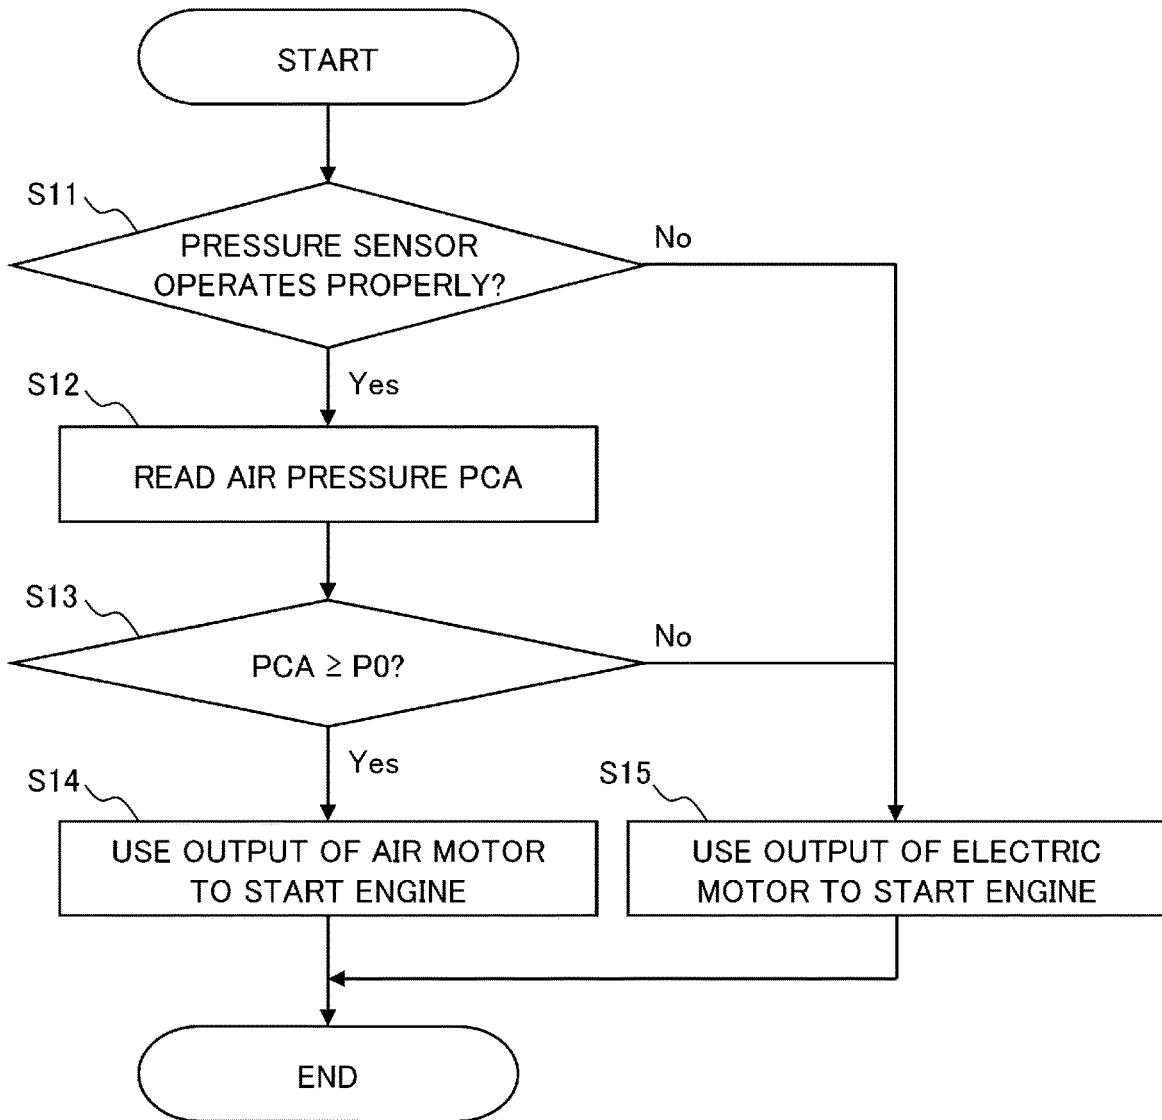 START
S11
PRESSURE SENSOR
OPERATES PROPERLY?
No
Yes
S12
READ AIR PRESSURE PCA
S13
PCA ≥ P0?
No
Yes
S14
USE OUTPUT OF AIR MOTOR
TO START ENGINE
S15
USE OUTPUT OF ELECTRIC
MOTOR TO START ENGINE
END